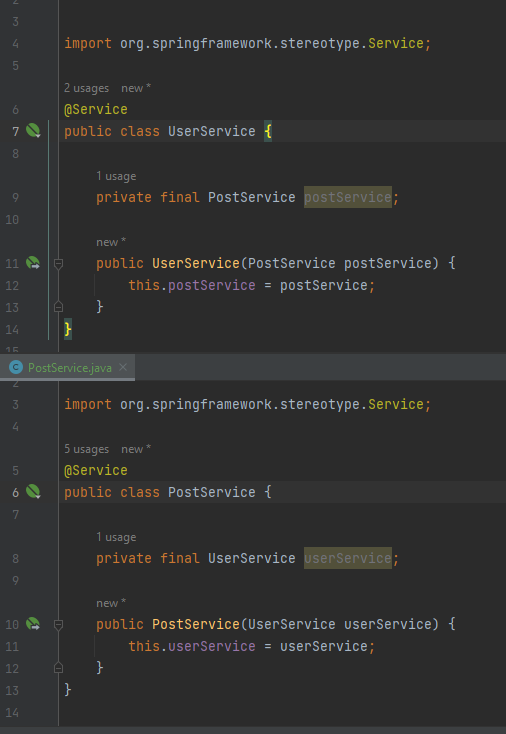 2
3
4 import org.springframework.stereotype.Service;
5
2 usages new *
6 @Service
7 public class UserService {
8
1 usage
9 private final PostService postService;
10
new *
11 public UserService(PostService postService) {
12 this.postService = postService;
13 }
14 }
15
PostService.java
2
3 import org.springframework.stereotype.Service;
4
5 usages new *
5 @Service
6 public class PostService {
7
1 usage
8 private final UserService userService;
9
new *
10 public PostService(UserService userService) {
11 this.userService = userService;
12 }
13 }
14